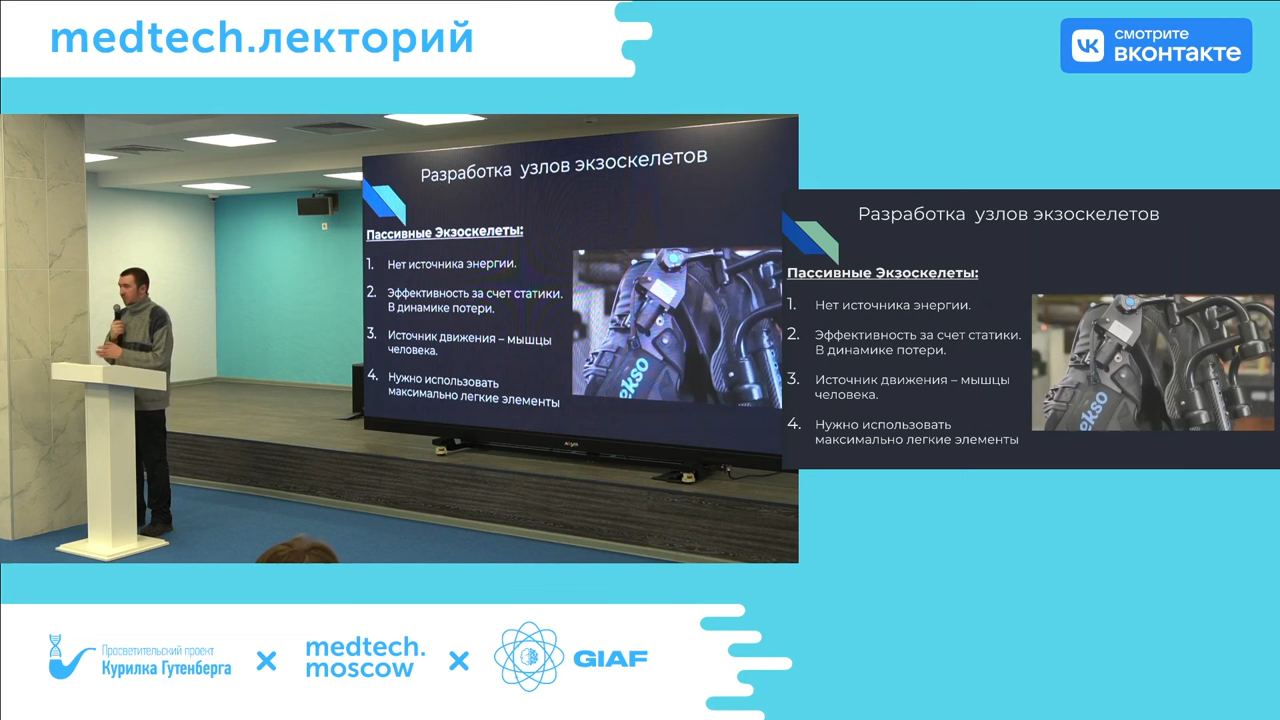 medtech.лекторий
смотрите
вконтакте
Разработка узлов экзоскелетов
Пассивные Экзоскелеты:
1. Нет источника энергии.
2. Эффективность за счет статики.
В динамике потери.
3. Источник движения – мышцы
человека.
4. Нужно использовать
максимально легкие элементы
ekso
Разработка узлов экзоскелетов
Пассивные Экзоскелеты:
1. Нет источника энергии.
2. Эффективность за счет статики.
В динамике потери.
3. Источник движения – мышцы
человека.
4. Нужно использовать
максимально легкие элементы
ekso
Просветительский проект
Курилка Гутенберга
medtech.
moscow
GIAF